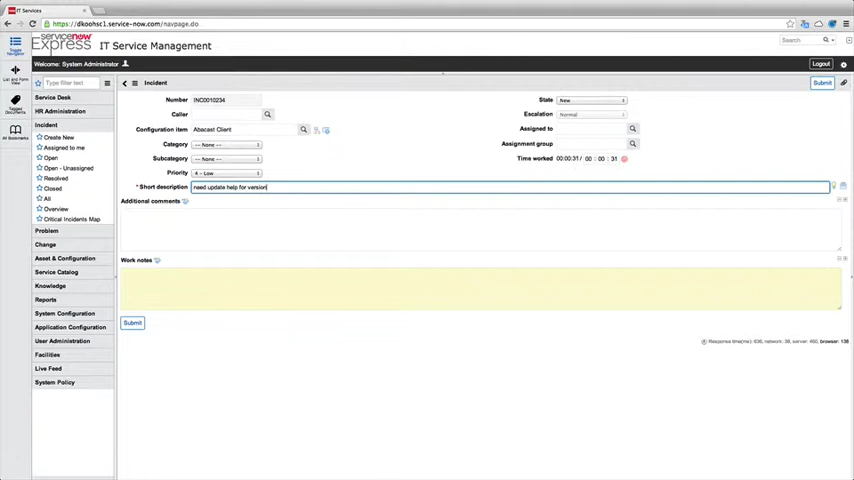 IT Services
https://dkoohsc1.service-now.com/navpage.do
servicenow
Express
IT Service Management
Search
Welcome: System Administrator
Logout
Toggle
Navigator
List and Form
View
Tagged
Documents
All Bookmarks
Type filter text
Service Desk
HR Administration
Incident
Create New
Assigned to me
Open
Open - Unassigned
Resolved
Closed
All
Overview
Critical Incidents Map
Problem
Change
Asset & Configuration
Service Catalog
Knowledge
Reports
System Configuration
Application Configuration
User Administration
Facilities
Live Feed
System Policy
Incident
Submit
Number INC0010234
Caller
Configuration item Abacast Client
Category -- None --
Subcategory -- None --
Priority 4 - Low
State New
Escalation Normal
Assigned to
Assignment group
Time worked 00:00:31 / 00 : 00 : 31
* Short description need update help for version
Additional comments
Work notes
Submit
Response time(ms): 636, network: 38, server: 460, browser: 138